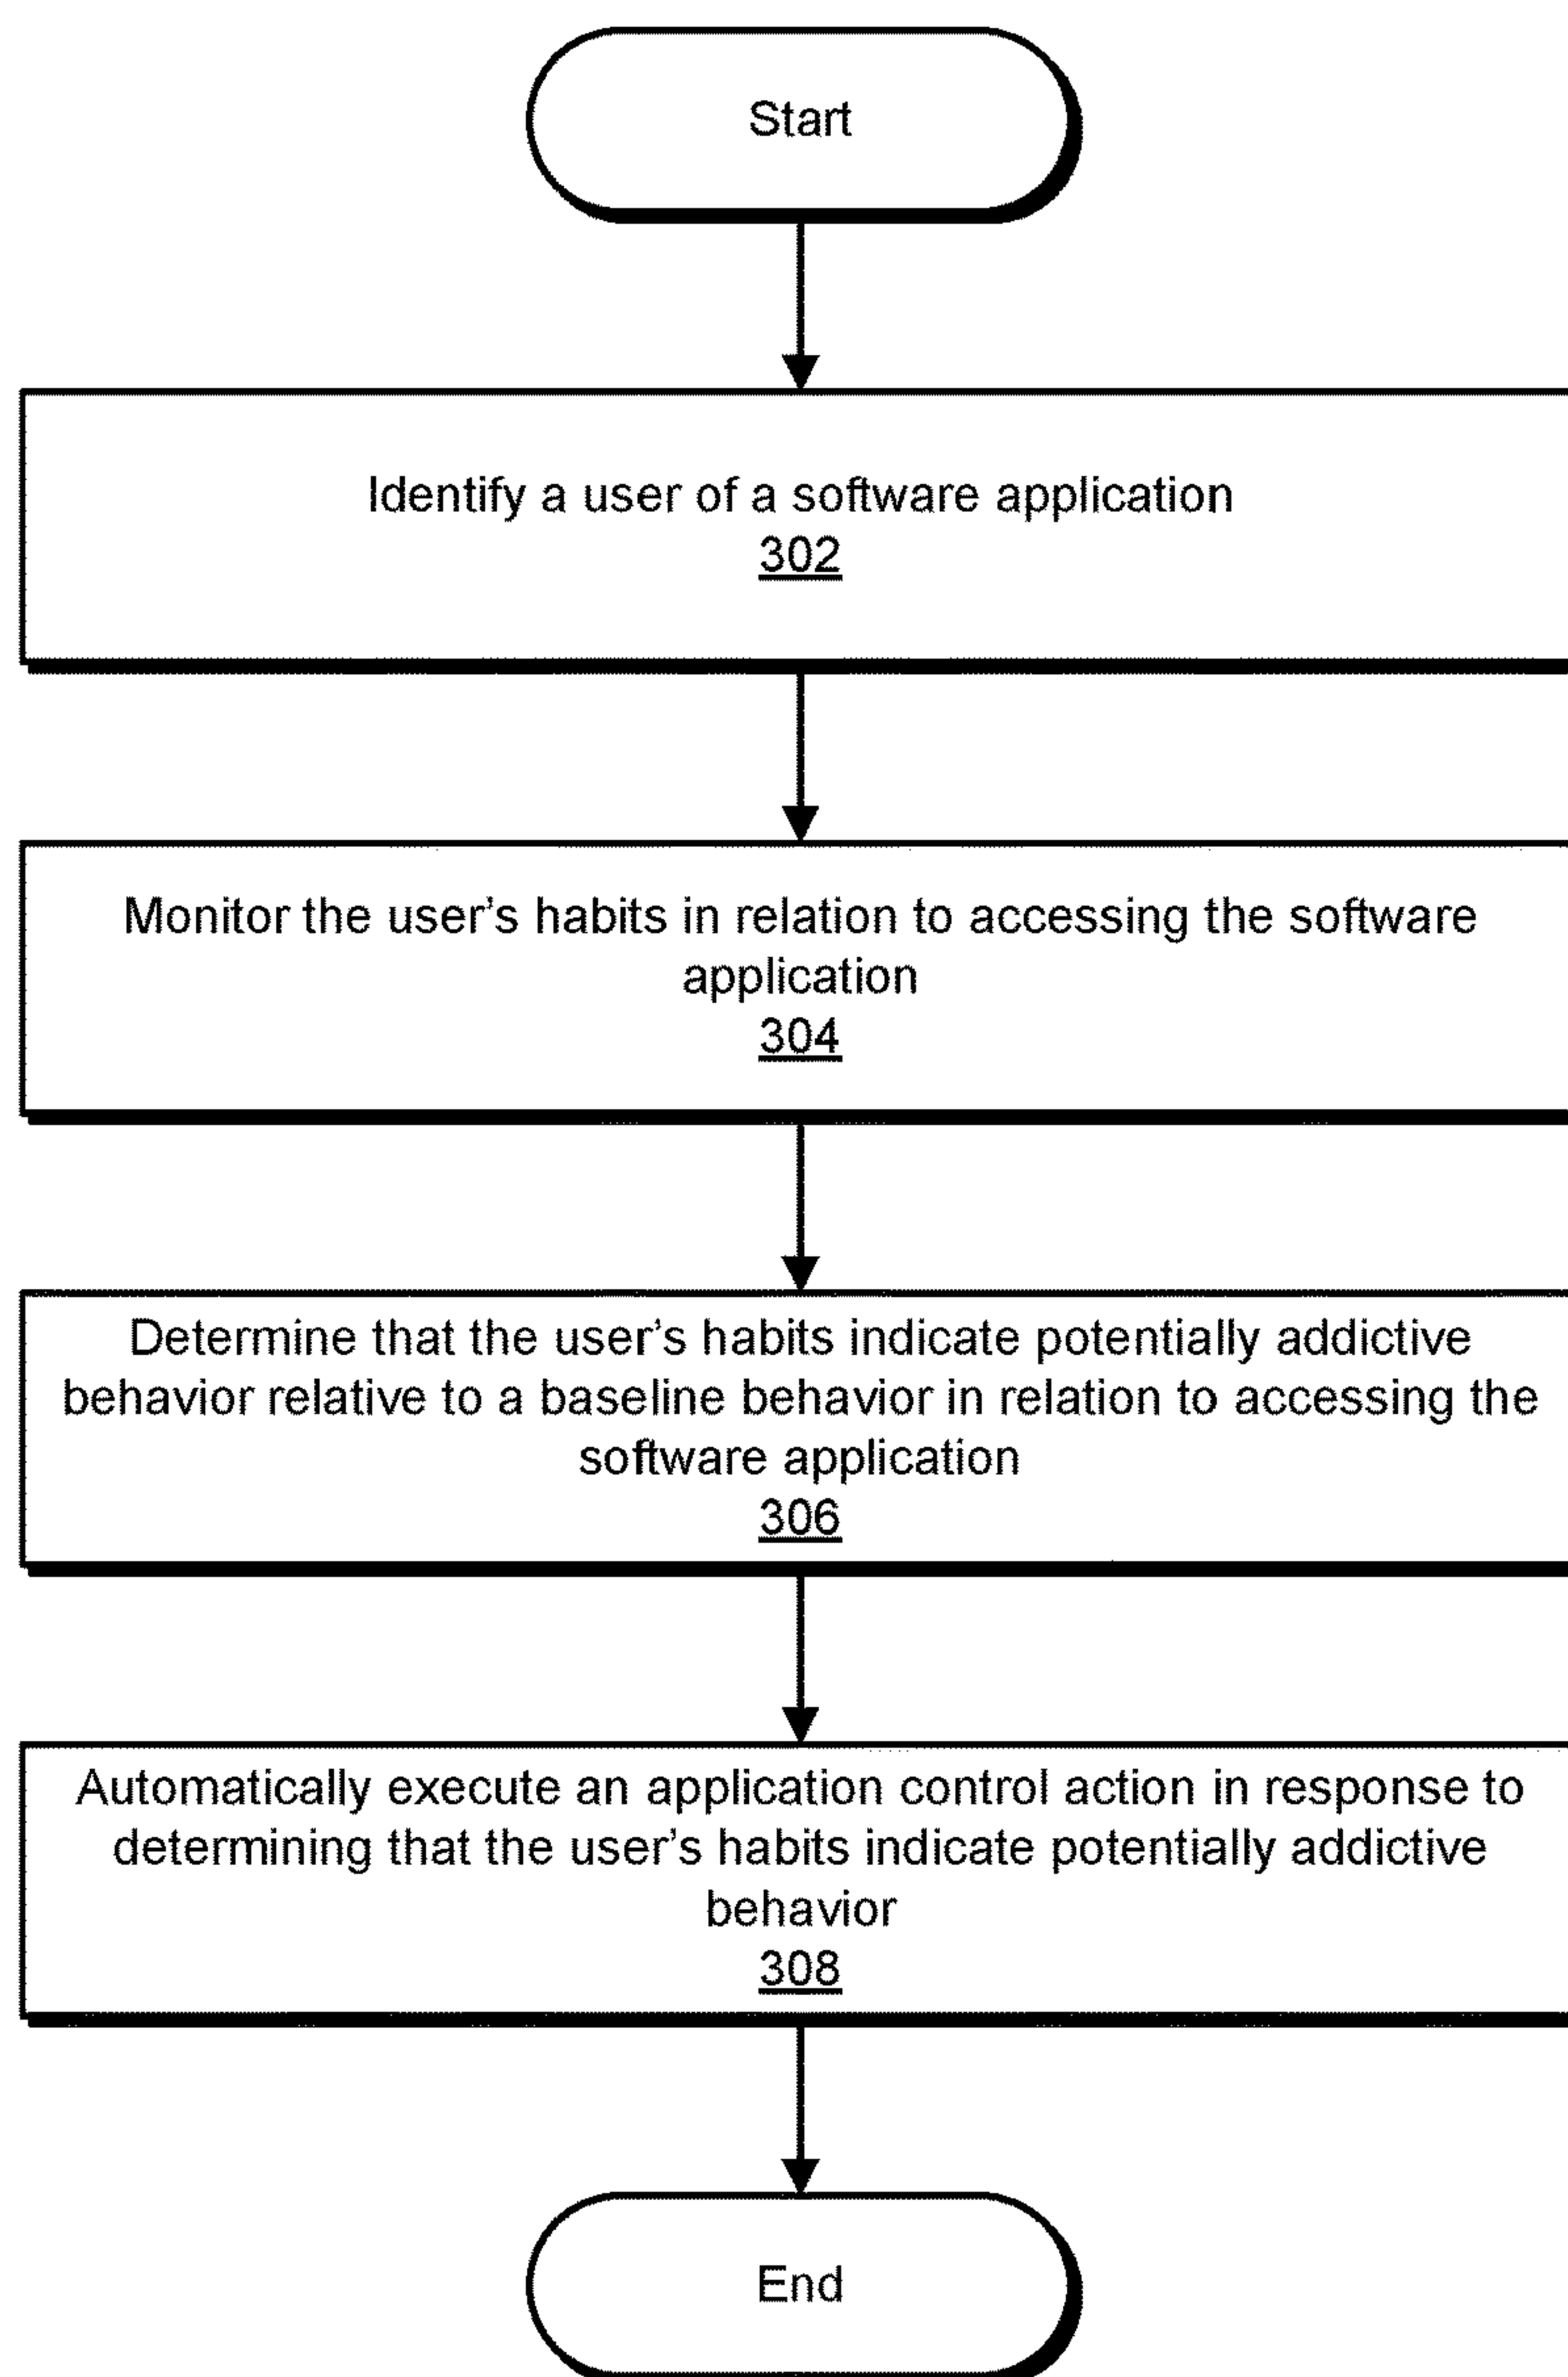 Start
Identify a user of a software application
302
Monitor the user's habits in relation to accessing the software
application
304
Determine that the user's habits indicate potentially addictive
behavior relative to a baseline behavior in relation to accessing the
software application
306
Automatically execute an application control action in response to
determining that the user's habits indicate potentially addictive
behavior
308
End